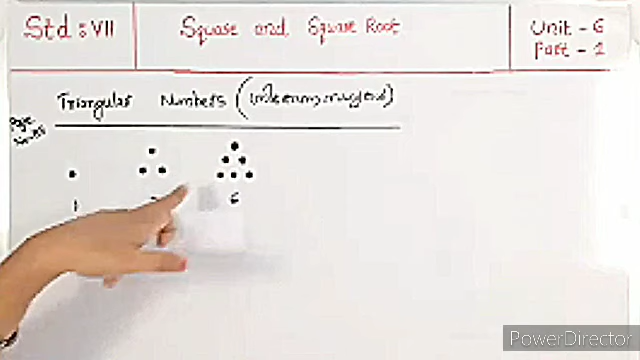 Std : VII
Square and Square Root
Unit - 6
Part - 1
Triangular Numbers
1
6
PowerDirector